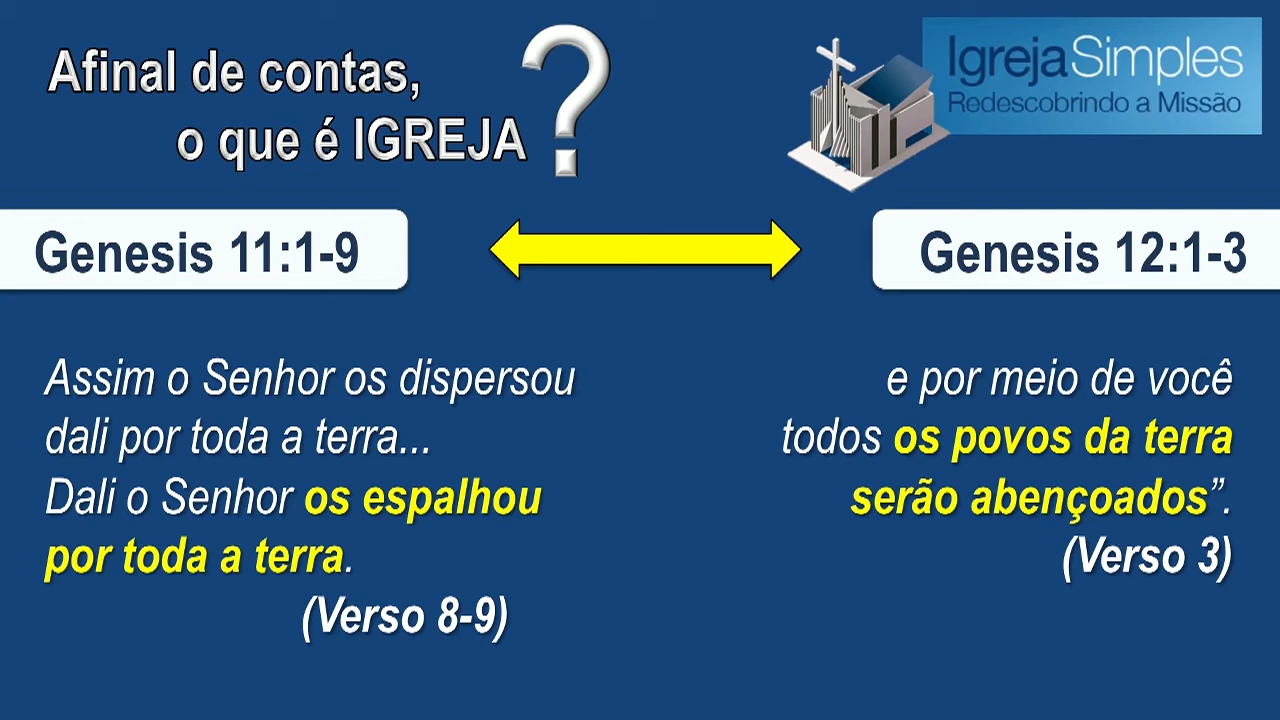 Afinal de contas,
o que é IGREJA?
IgrejaSimples
Redescobrindo a Missão
Genesis 11:1-9
Genesis 12:1-3
Assim o Senhor os dispersou
dali por toda a terra...
Dali o Senhor os espalhou
por toda a terra.
(Verso 8-9)
e por meio de você
todos os povos da terra
serão abençoados”.
(Verso 3)